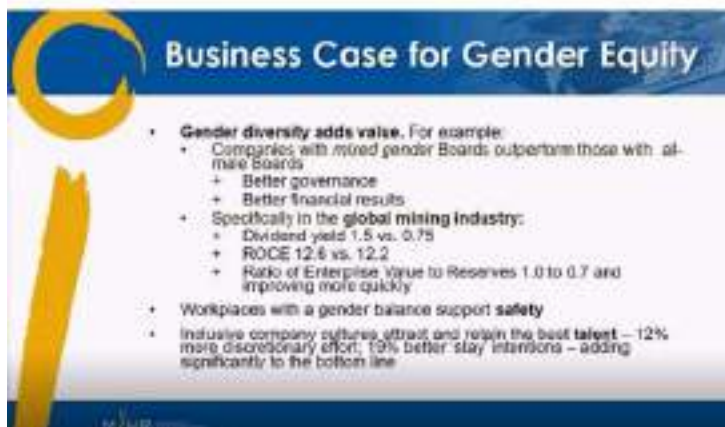 Business Case for Gender Equity
• Gender diversity adds value. For example:
• Companies with mixed gender Boards outperform those with all-
male Boards
+ Better governance
+ Better financial results
• Specifically in the global mining industry:
+ Dividend yield 1.5 vs. 0.75
+ ROCE 12.6 vs. 12.2
+ Ratio of Enterprise Value to Reserves 1.0 to 0.7 and
improving more quickly
• Workplaces with a gender balance support safety
• Inclusive company cultures attract and retain the best talent – 12%
more discretionary effort; 19% better stay intentions – adding
significantly to the bottom line